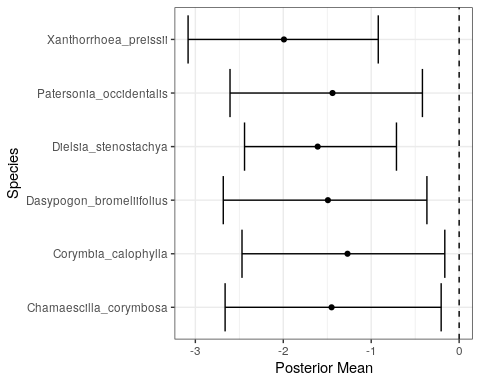 Xanthorrhoea_preissii
Patersonia_occidentalis
Dielsia_stenostachya
Dasypogon_bromeliifolius
Corymbia_calophylla
Chamaescilla_corymbosa
Species
-3 -2 -1 0
Posterior Mean